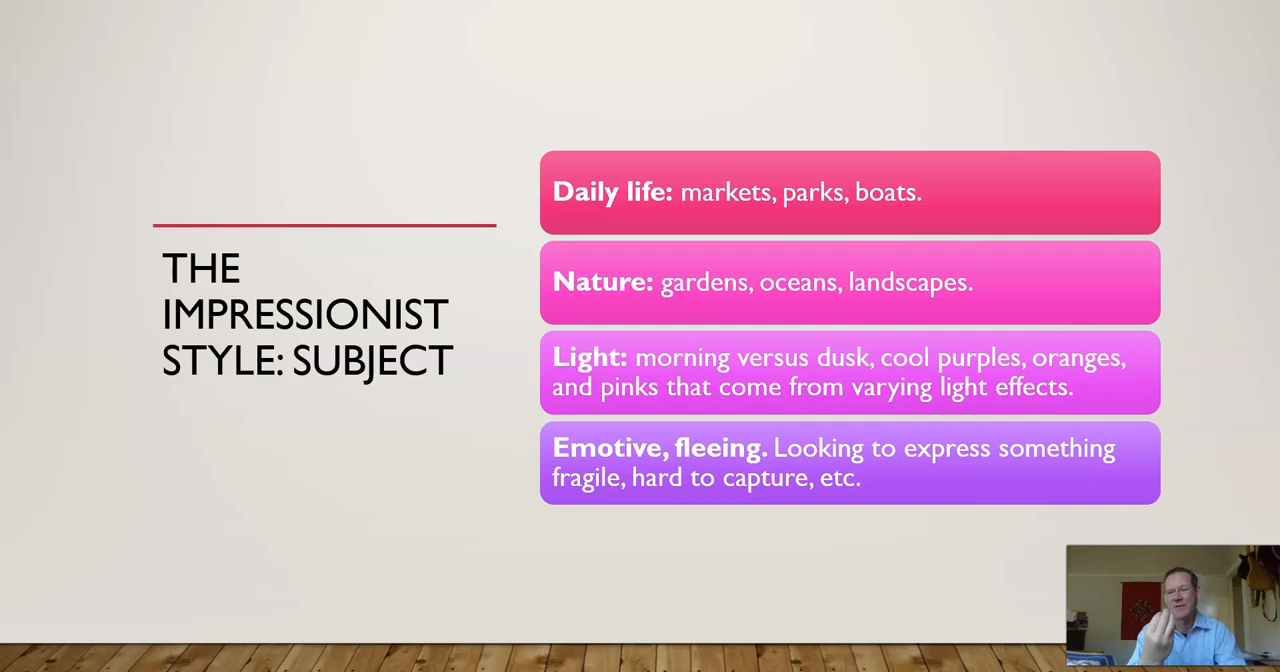 THE
IMPRESSIONIST
STYLE: SUBJECT
Daily life: markets, parks, boats.
Nature: gardens, oceans, landscapes.
Light: morning versus dusk, cool purples, oranges,
and pinks that come from varying light effects.
Emotive, fleeing. Looking to express something
fragile, hard to capture, etc.